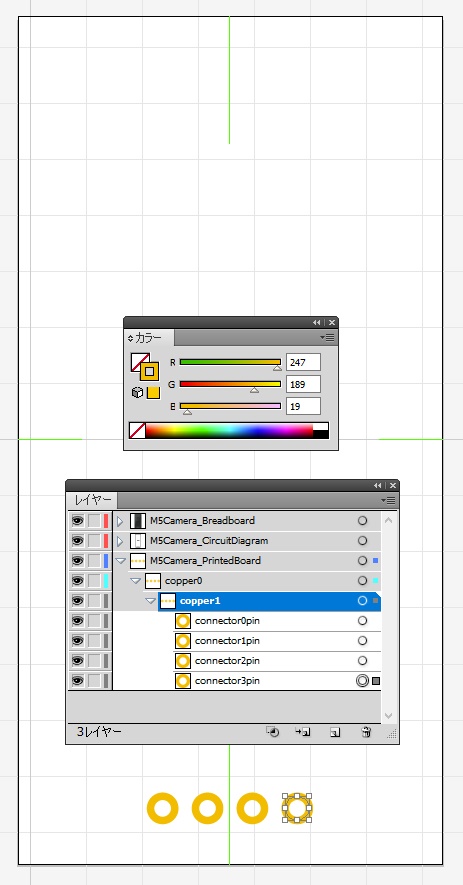 カラー
R 247
G 189
B 19
レイヤー
M5Camera_Breadboard
M5Camera_CircuitDiagram
M5Camera_PrintedBoard
copper0
copper1
connector0pin
connector1pin
connector2pin
connector3pin
3レイヤー